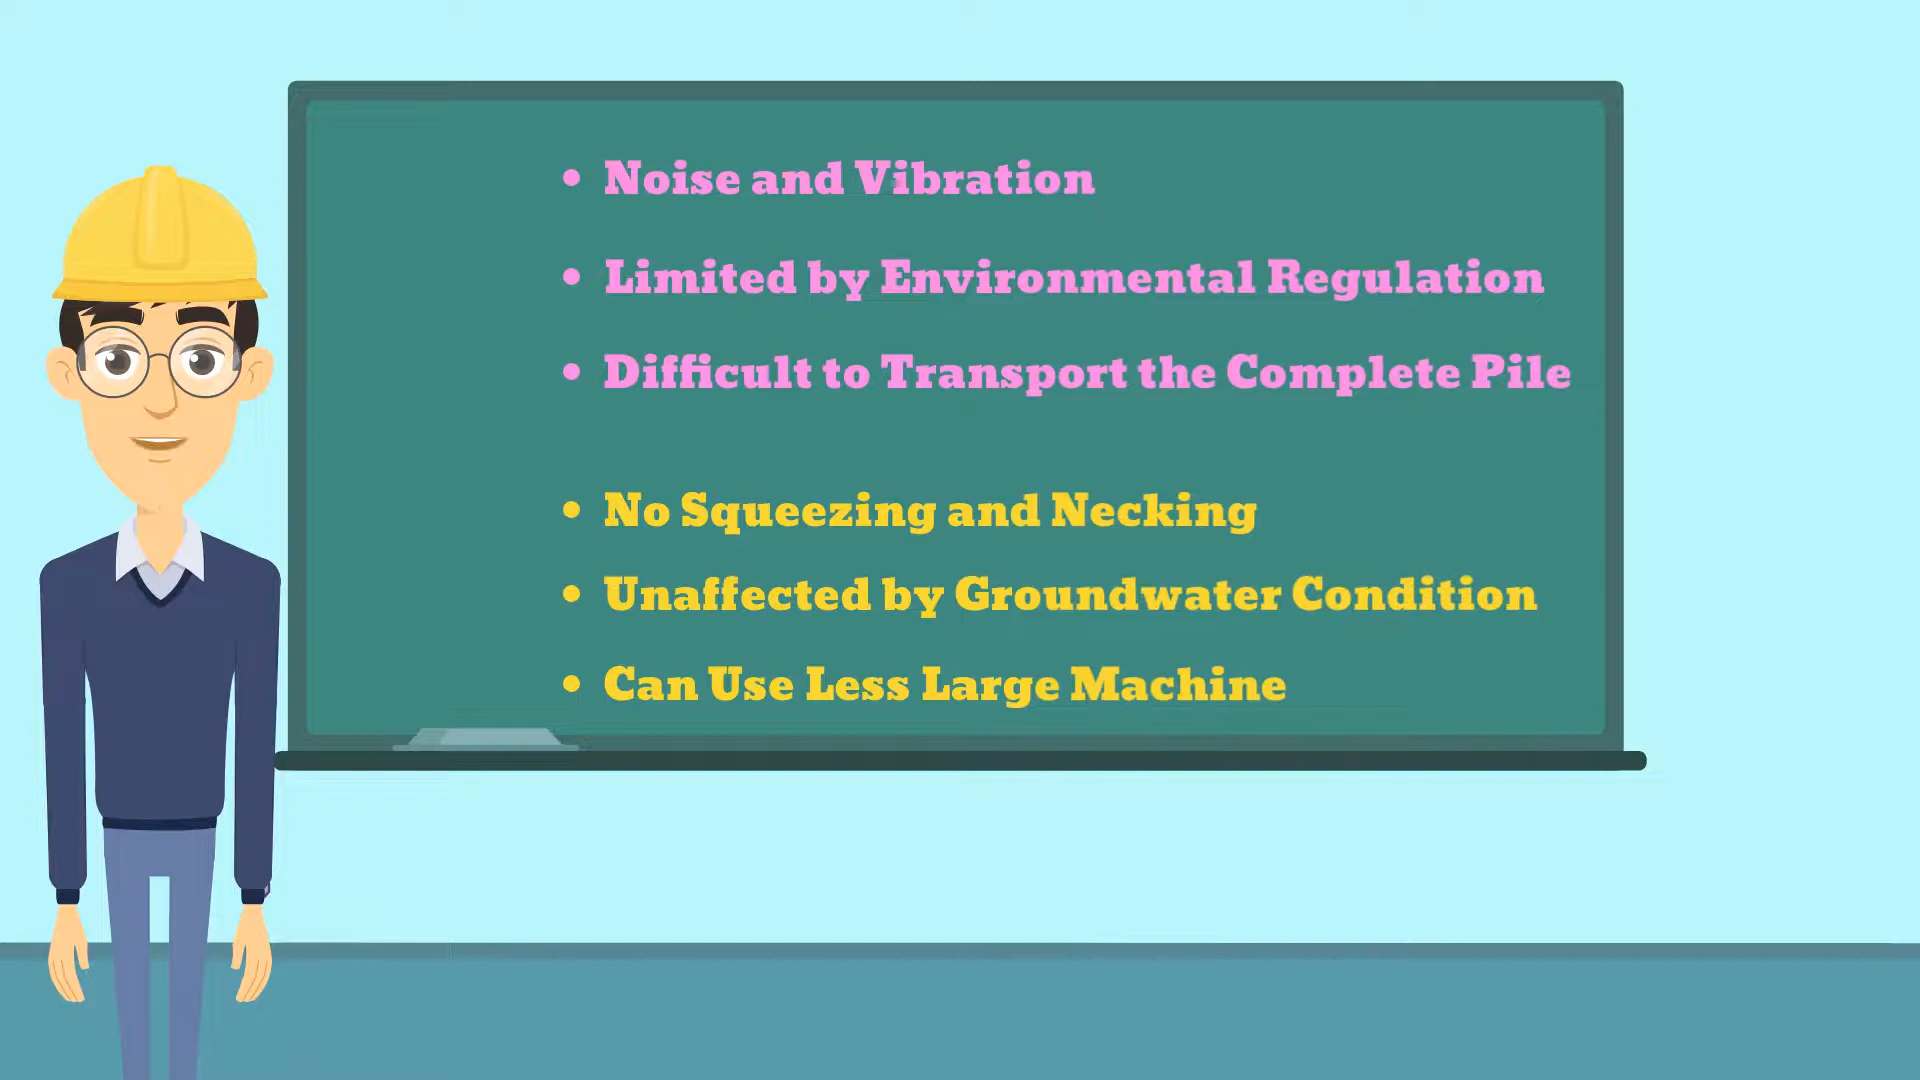 • Noise and Vibration
• Limited by Environmental Regulation
• Difficult to Transport the Complete Pile
• No Squeezing and Necking
• Unaffected by Groundwater Condition
• Can Use Less Large Machine